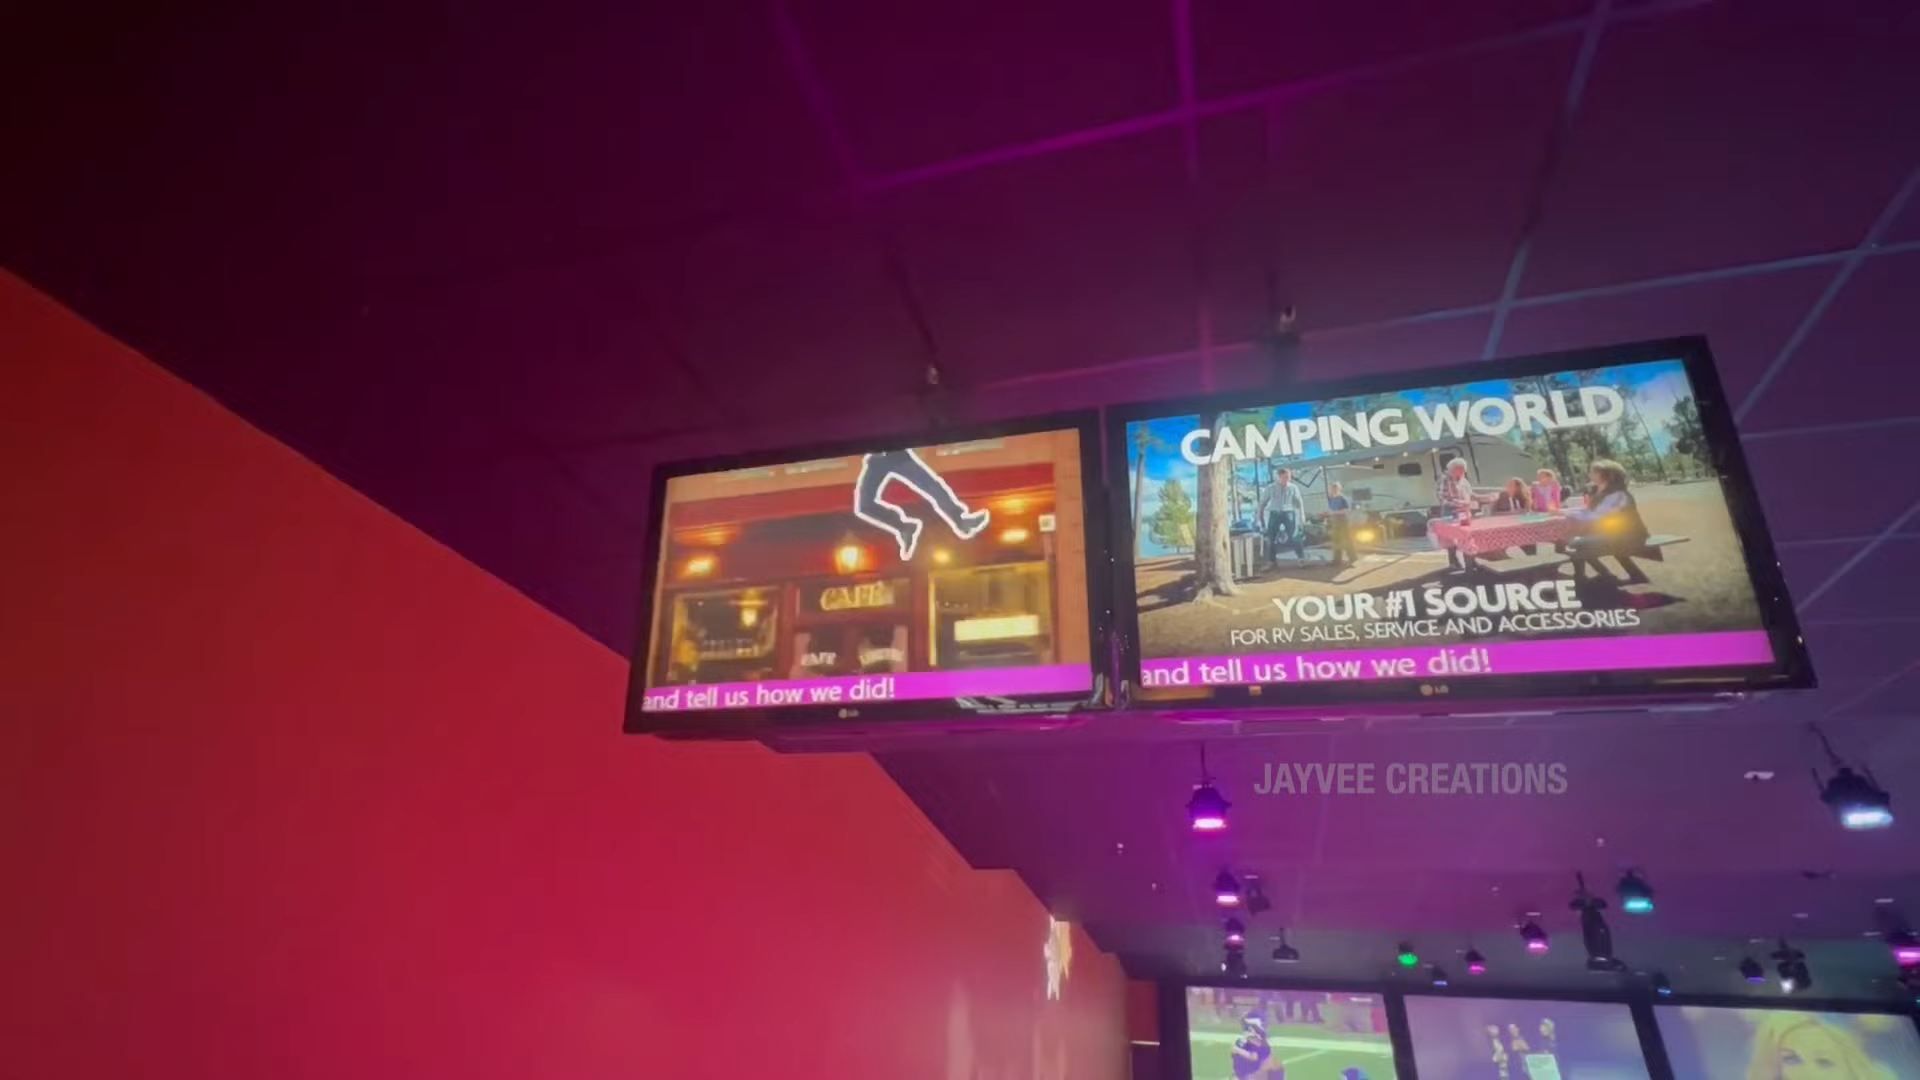 CAFE
CAFE
and tell us how we did!
LG
CAMPING WORLD
YOUR #1 SOURCE
FOR RV SALES, SERVICE AND ACCESSORIES
and tell us how we did!
LG
JAYVEE CREATIONS